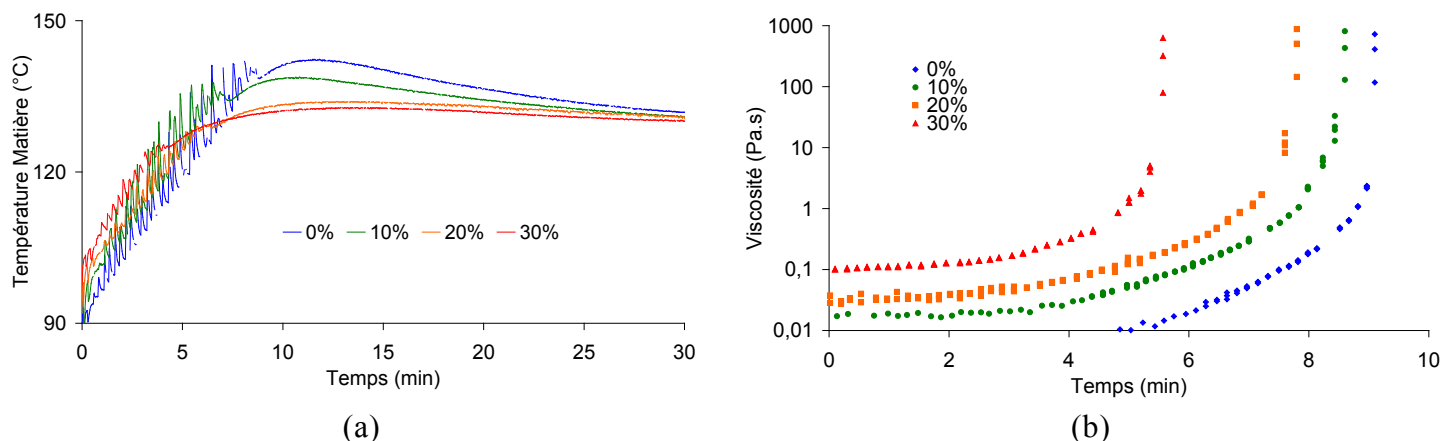 150
120
90
Température Matière (°C)
0% 10% 20% 30%
0 5 10 15 20 25 30
Temps (min)
(a)
1000
100
10
1
0,1
0,01
Viscosité (Pa.s)
0%
10%
20%
30%
0 2 4 6 8 10
Temps (min)
(b)